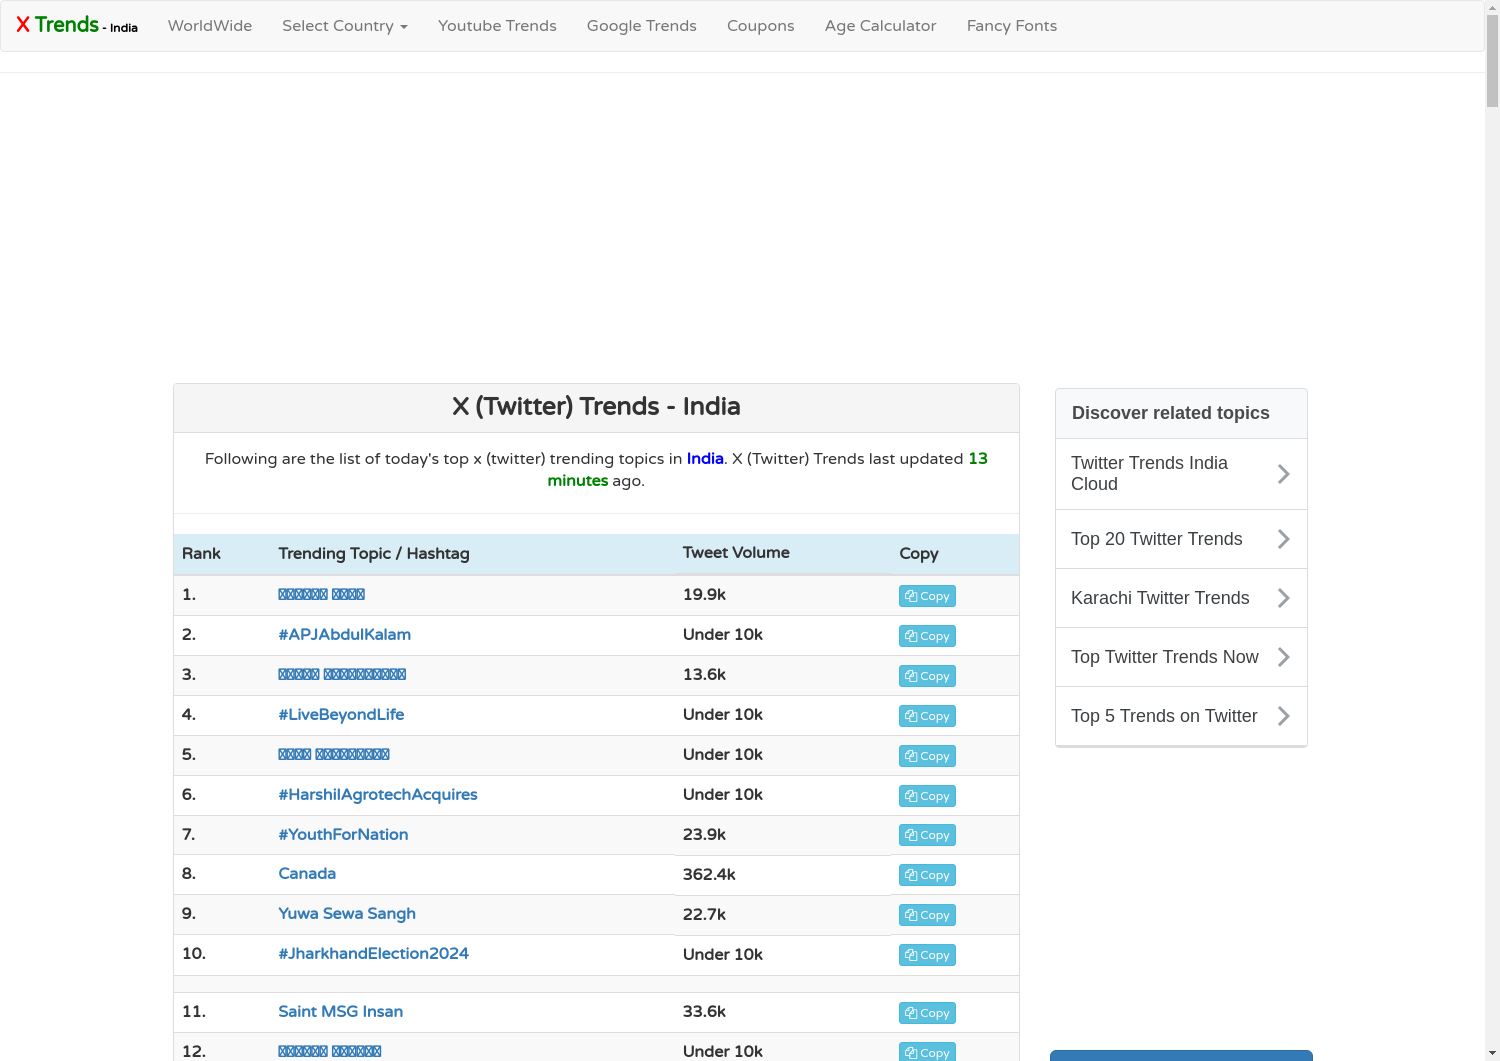 X Trends - India WorldWide Select Country Youtube Trends Google Trends Coupons Age Calculator Fancy Fonts
X (Twitter) Trends - India
Following are the list of today's top x (twitter) trending topics in India. X (Twitter) Trends last updated 13
minutes ago.
Rank Trending Topic / Hashtag Tweet Volume Copy
1. 19.9k Copy
2. #APJAbdulKalam Under 10k Copy
3. 13.6k Copy
4. #LiveBeyondLife Under 10k Copy
5. Under 10k Copy
6. #HarshilAgrotechAcquires Under 10k Copy
7. #YouthForNation 23.9k Copy
8. Canada 362.4k Copy
9. Yuwa Sewa Sangh 22.7k Copy
10. #JharkhandElection2024 Under 10k Copy
11. Saint MSG Insan 33.6k Copy
12. Under 10k Copy
Discover related topics
Twitter Trends India
Cloud
Top 20 Twitter Trends
Karachi Twitter Trends
Top Twitter Trends Now
Top 5 Trends on Twitter